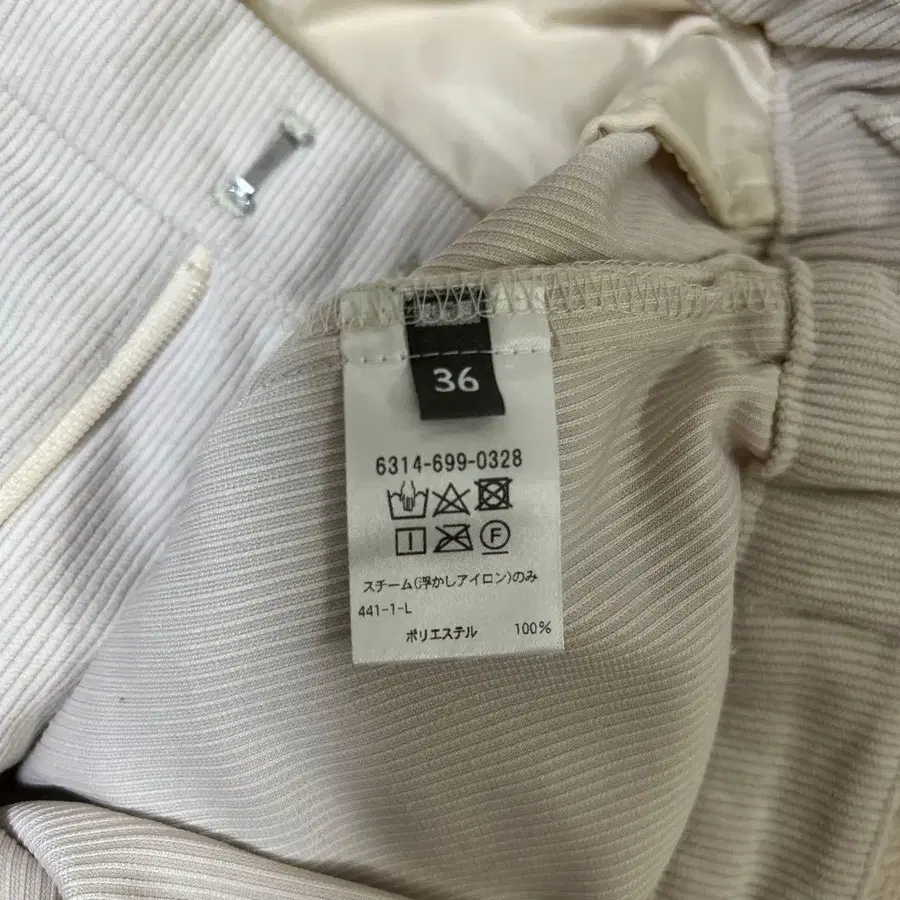 36
6314-699-0328
F
スチーム(浮かしアイロン)のみ
441-1-L
ポリエステル 100%